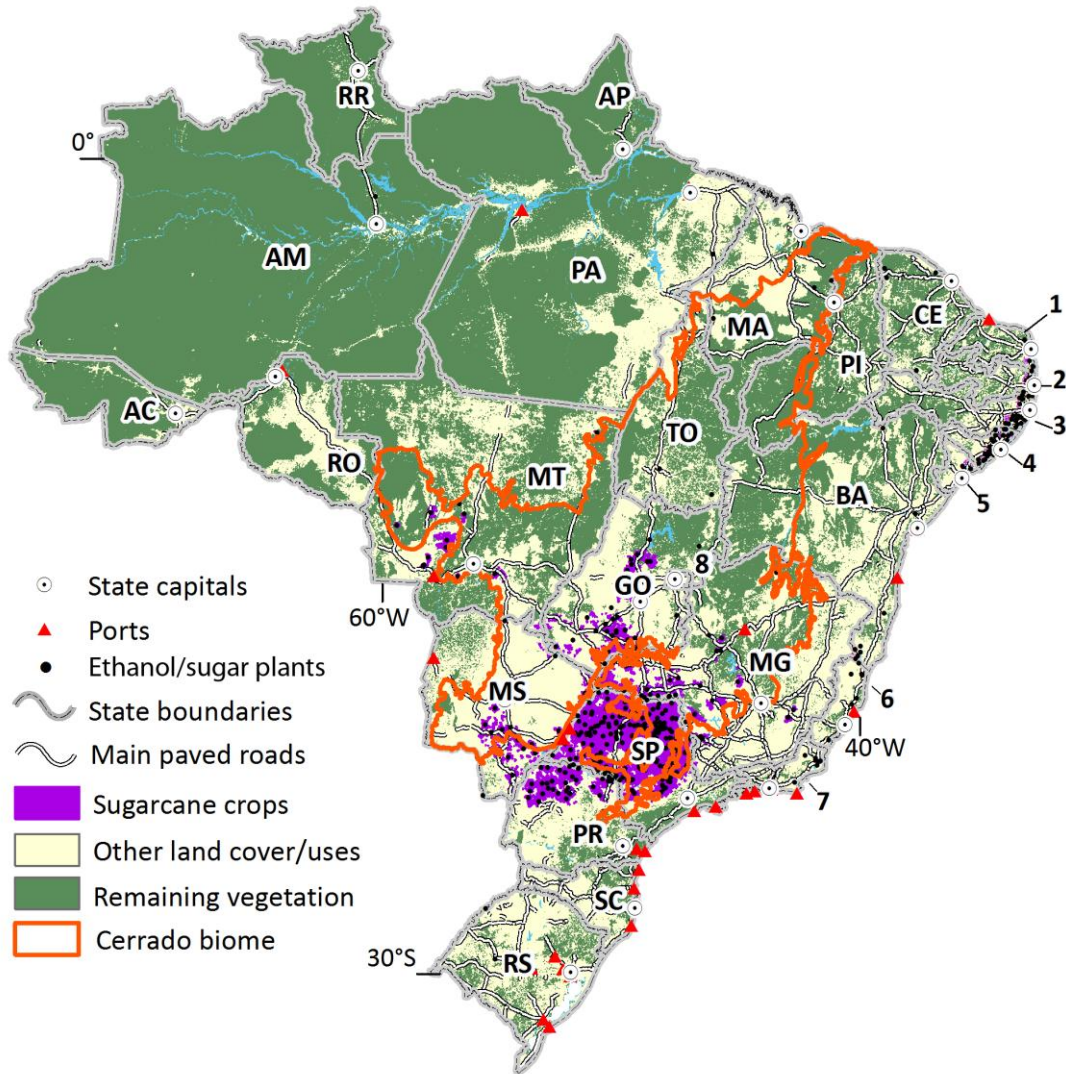 RR
AP
0°
AM
PA
MA
CE
1
PI
2
AC
3
TO
RO
MT
4
BA
5
State capitals
GO
8
60°W
Ports
Ethanol/sugar plants
MG
6
State boundaries
MS
40°W
Main paved roads
SP
7
Sugarcane crops
PR
Other land cover/uses
Remaining vegetation
SC
Cerrado biome
30°S
RS